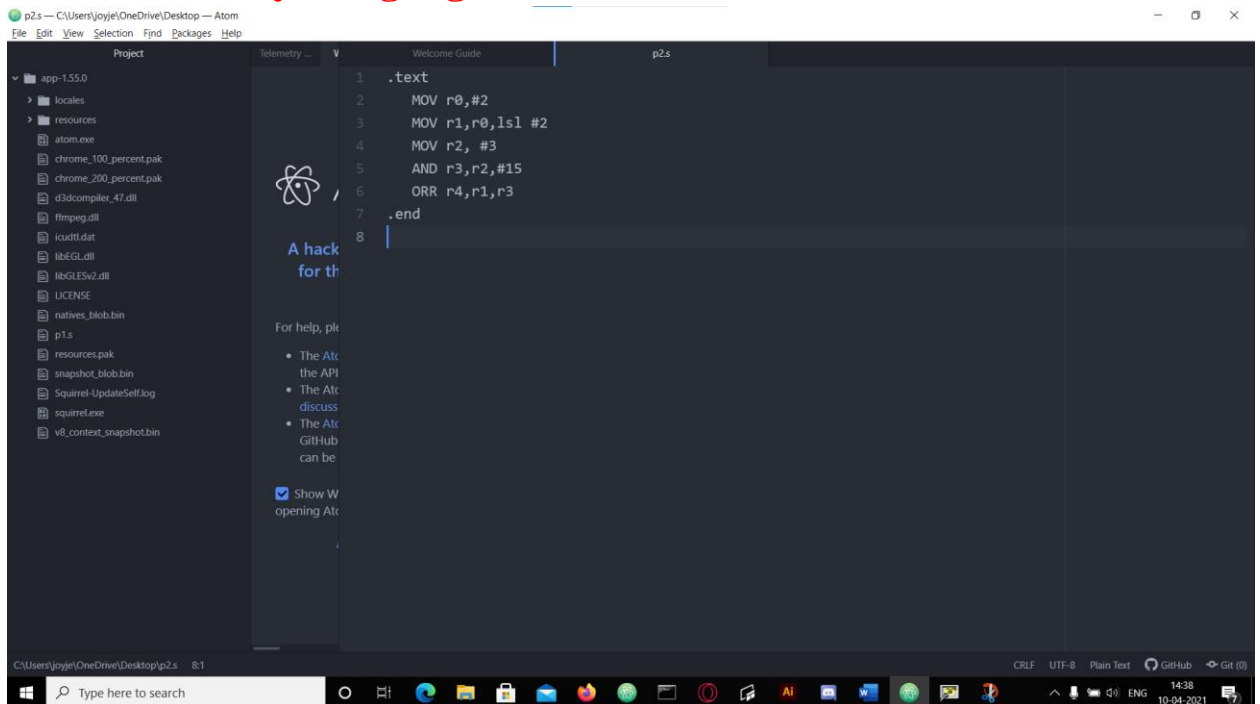 p2.s — C:\Users\joyje\OneDrive\Desktop — Atom
File Edit View Selection Find Packages Help
Project
Telemetry ...
Welcome Guide
p2.s
app-1.55.0
locales
resources
atom.exe
chrome_100_percent.pak
chrome_200_percent.pak
d3dcompiler_47.dll
ffmpeg.dll
icudtl.dat
libEGL.dll
libGLESv2.dll
LICENSE
natives_blob.bin
p1.s
resources.pak
snapshot_blob.bin
Squirrel-UpdateSelf.log
squirrel.exe
v8_context_snapshot.bin
A hack
for th
For help, ple
• The Ato
the API
• The Ato
discuss
• The Ato
GitHub
can be
Show W
opening Ato
1 .text
2 MOV r0,#2
3 MOV r1,r0,lsl #2
4 MOV r2, #3
5 AND r3,r2,#15
6 ORR r4,r1,r3
7 .end
8
C:\Users\joyje\OneDrive\Desktop\p2.s 8:1
CRLF UTF-8 Plain Text GitHub Git (0)
Type here to search
Ai
W
ENG
14:38
10-04-2021
7